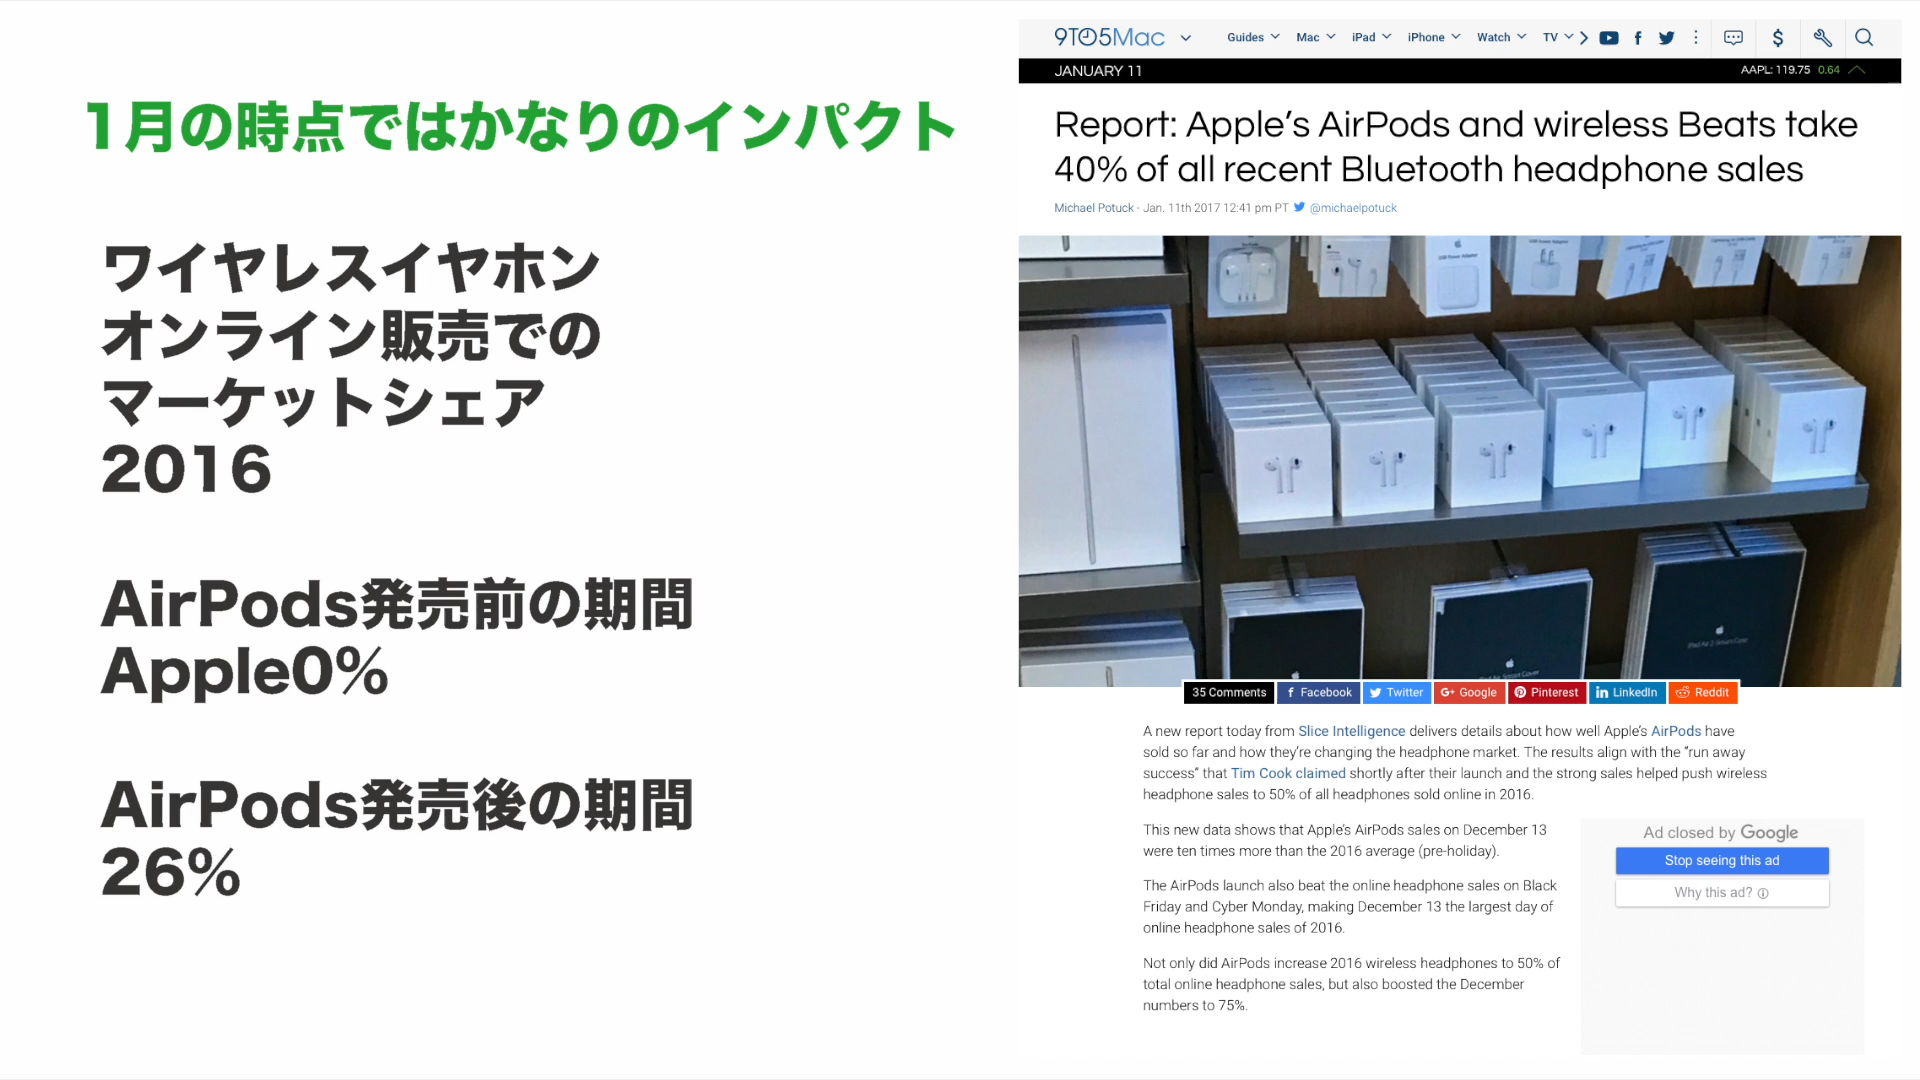 1月の時点ではかなりのインパクト
ワイヤレスイヤホン
オンライン販売での
マーケットシェア
2016
AirPods発売前の期間
Apple0%
AirPods発売後の期間
26%
9TO5Mac
Guides Mac iPad iPhone Watch TV
JANUARY 11
AAPL: 119.75 0.64
Report: Apple's AirPods and wireless Beats take
40% of all recent Bluetooth headphone sales
Michael Potuck - Jan. 11th 2017 12:41 pm PT @michaelpotuck
35 Comments Facebook Twitter G+ Google Pinterest LinkedIn Reddit
A new report today from Slice Intelligence delivers details about how well Apple's AirPods have
sold so far and how they're changing the headphone market. The results align with the "run away
success" that Tim Cook claimed shortly after their launch and the strong sales helped push wireless
headphone sales to 50% of all headphones sold online in 2016.
This new data shows that Apple's AirPods sales on December 13
were ten times more than the 2016 average (pre-holiday).
The AirPods launch also beat the online headphone sales on Black
Friday and Cyber Monday, making December 13 the largest day of
online headphone sales of 2016.
Not only did AirPods increase 2016 wireless headphones to 50% of
total online headphone sales, but also boosted the December
numbers to 75%.
Ad closed by Google
Stop seeing this ad
Why this ad?